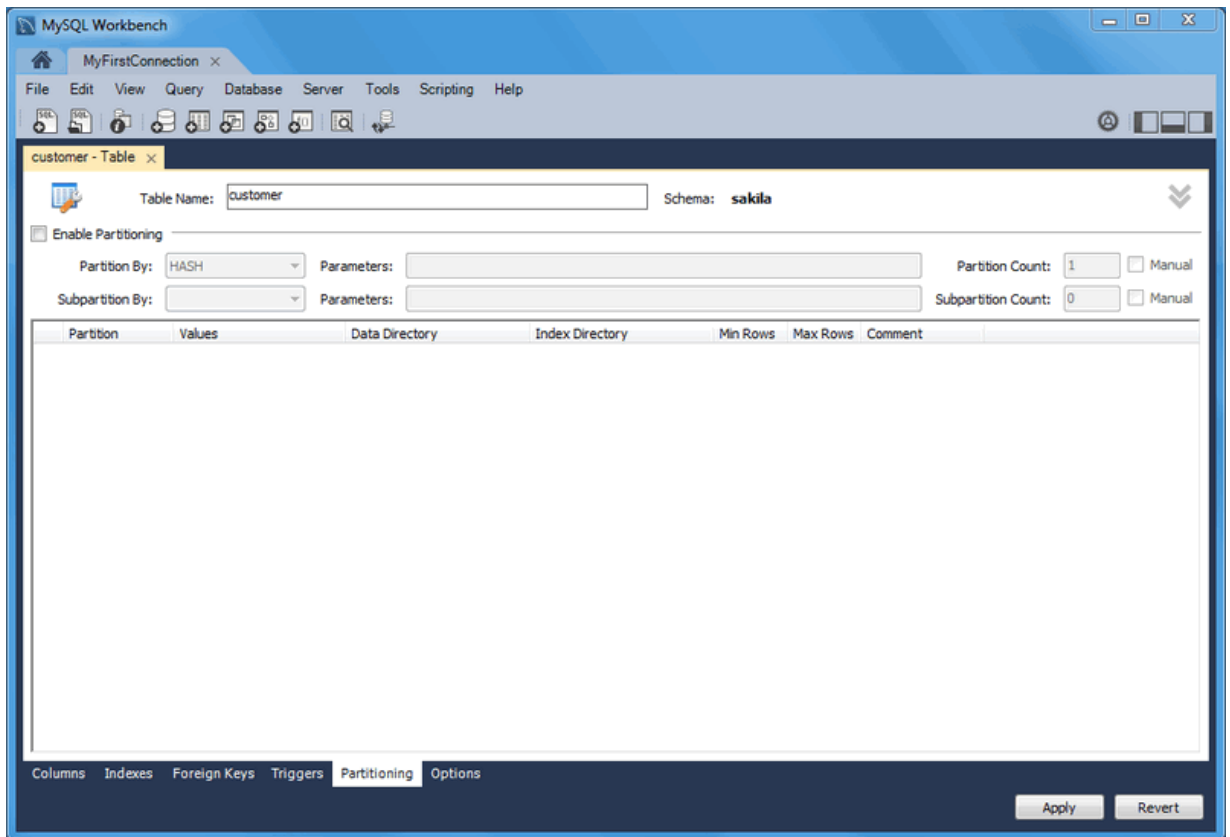 MySQL Workbench
MyFirstConnection
File Edit View Query Database Server Tools Scripting Help
SQL SQL
customer - Table
Table Name: customer Schema: sakila
Enable Partitioning
Partition By: HASH Parameters: Partition Count: 1 Manual
Subpartition By: Parameters: Subpartition Count: 0 Manual
Partition Values Data Directory Index Directory Min Rows Max Rows Comment
Columns Indexes Foreign Keys Triggers Partitioning Options
Apply Revert